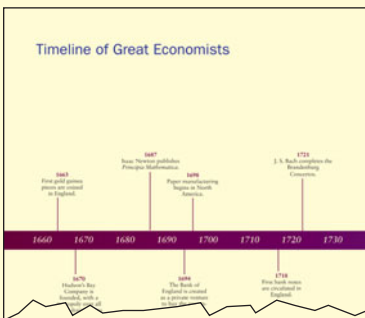 Timeline of Great Economists
1687
Isaac Newton publishes
Principia Mathematica.
1721
J. S. Bach completes the
Brandenburg
Concertos.
1663
First gold guinea
pieces are coined
in England.
1690
Paper manufacturing
begins in North
America.
1660 1670 1680 1690 1700 1710 1720 1730
1670
Hudson's Bay
Company is
founded, with a
1694
The Bank of
England is created
as a private venture
1718
First bank notes
are circulated in
England.